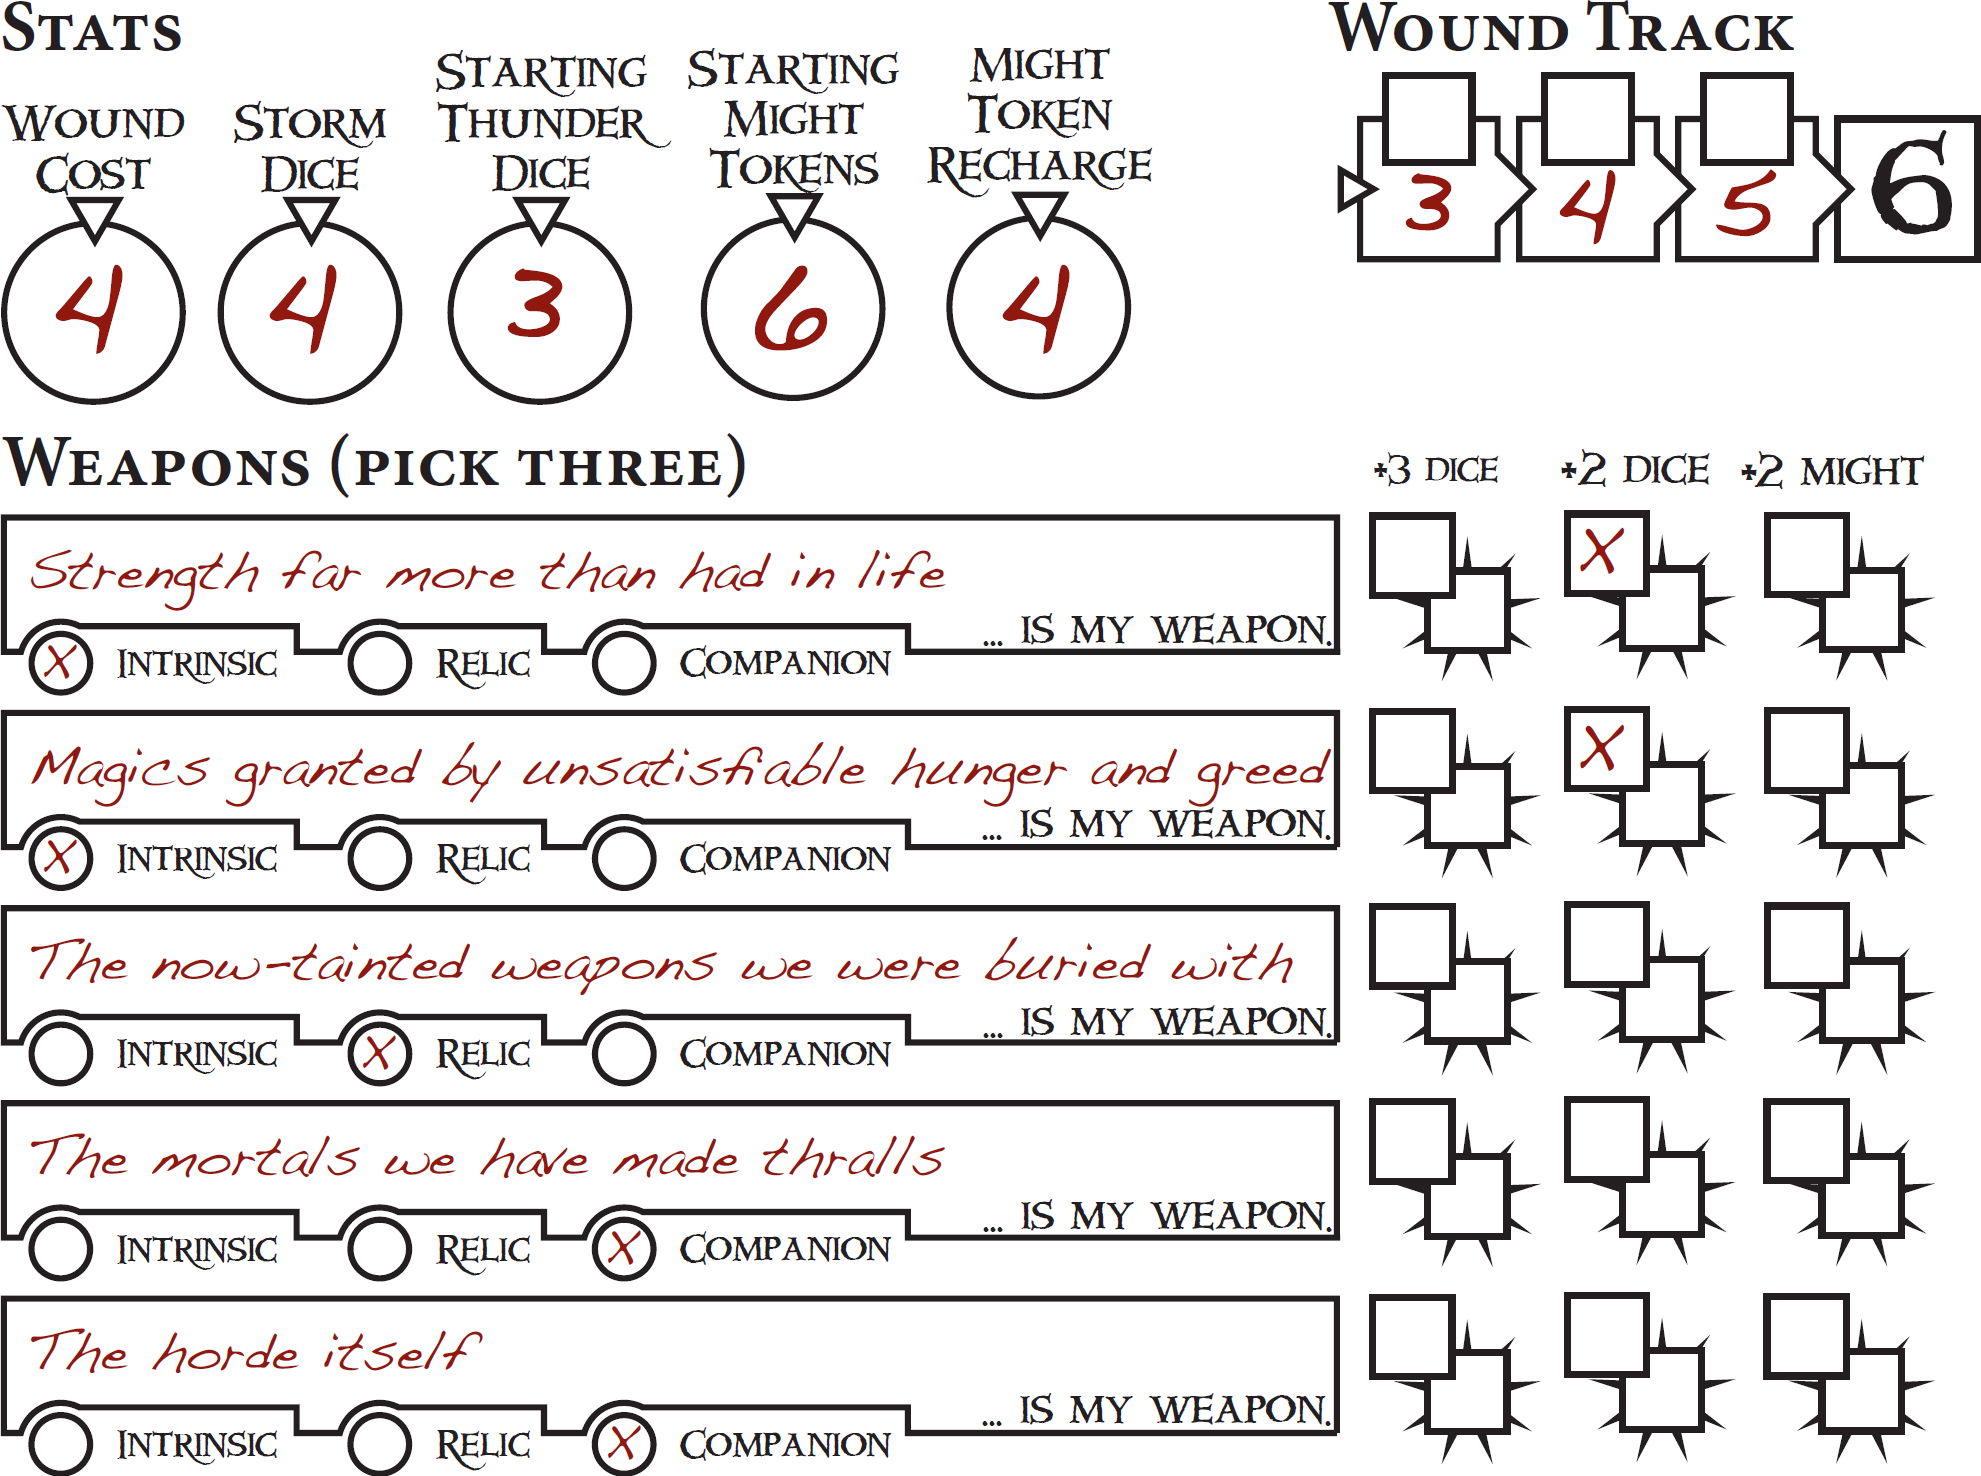 STATS
WOUND TRACK
WOUND
COST
STORM
DICE
STARTING
THUNDER
DICE
STARTING
MIGHT
TOKENS
MIGHT
TOKEN
RECHARGE
4
4
3
6
4
3
4
5
6
WEAPONS (PICK THREE)
+3 DICE
+2 DICE
+2 MIGHT
Strength far more than had in life
X
... IS MY WEAPON.
X INTRINSIC
RELIC
COMPANION
Magics granted by unsatisfiable hunger and greed
X
... IS MY WEAPON.
X INTRINSIC
RELIC
COMPANION
The now-tainted weapons we were buried with
... IS MY WEAPON.
INTRINSIC
X RELIC
COMPANION
The mortals we have made thralls
... IS MY WEAPON.
INTRINSIC
RELIC
X COMPANION
The horde itself
... IS MY WEAPON.
INTRINSIC
RELIC
X COMPANION